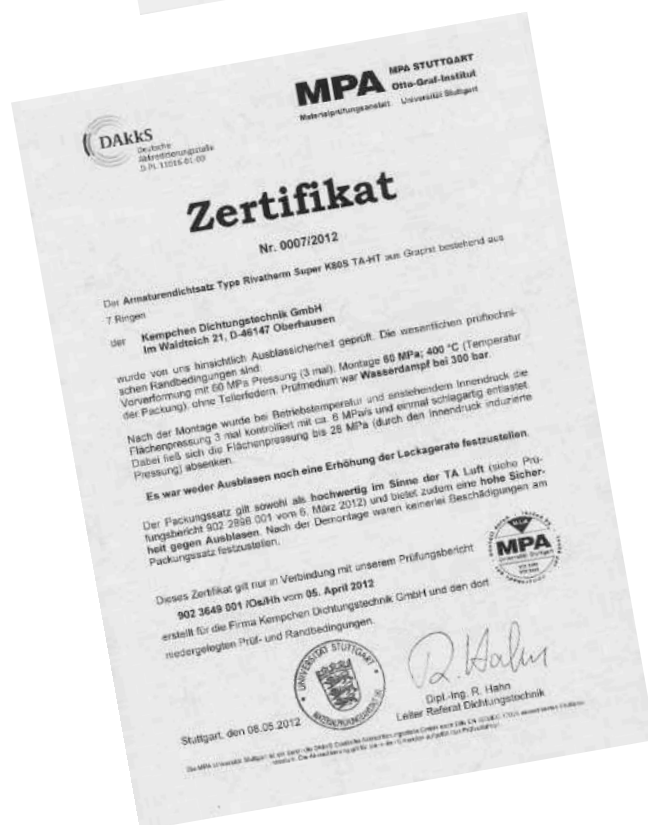 MPA MPA STUTTGART
Otto-Graf-Institut
Materialprüfungsanstalt Universität Stuttgart
DAkkS
Deutsche
Akkreditierungsstelle
D-PL-11016-01-00
Zertifikat
Nr. 0007/2012
Der Armaturendichtsatz Type Rivatherm Super K80S TA-HT aus Graphit bestehend aus
7 Ringen
der Kempchen Dichtungstechnik GmbH
Im Waldteich 21, D-46147 Oberhausen
wurde von uns hinsichtlich Ausblassicherheit geprüft. Die wesentlichen prüftechni-
schen Randbedingungen sind:
Vorverformung mit 60 MPa Pressung (3 mal), Montage 60 MPa; 400 °C (Temperatur
der Packung), ohne Tellerfedern. Prüfmedium war Wasserdampf bei 300 bar.
Nach der Montage wurde bei Betriebstemperatur und anstehendem Innendruck die
Flächenpressung 3 mal kontrolliert mit ca. 6 MPa/s und einmal schlagartig entlastet.
Dabei ließ sich die Flächenpressung bis 28 MPa (durch den Innendruck induzierte
Pressung) absenken.
Es war weder Ausblasen noch eine Erhöhung der Leckagerate festzustellen.
Der Packungssatz gilt sowohl als hochwertig im Sinne der TA Luft (siehe Prü-
fungsbericht 902 2898 001 vom 6. März 2012) und bietet zudem eine hohe Sicher-
heit gegen Ausblasen. Nach der Demontage waren keinerlei Beschädigungen am
Packungssatz festzustellen.
MPA
Universität Stuttgart
Dieses Zertifikat gilt nur in Verbindung mit unserem Prüfungsbericht
902 3649 001 /Os/Hh vom 05. April 2012
erstellt für die Firma Kempchen Dichtungstechnik GmbH und den dort
niedergelegten Prüf- und Randbedingungen.
UNIVERSITÄT STUTTGART
MATERIALPRÜFUNGSANSTALT
R. Hahn
Dipl.-Ing. R. Hahn
Leiter Referat Dichtungstechnik
Stuttgart, den 08.05.2012